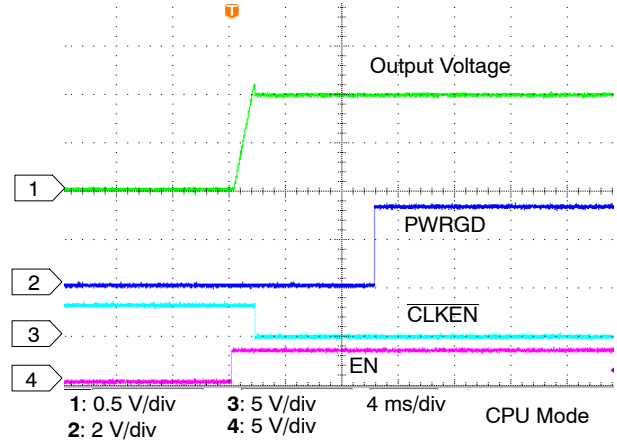 T
Output Voltage
1
PWRGD
2
CLKEN
3
EN
4
1: 0.5 V/div
3: 5 V/div
4 ms/div
2: 2 V/div
4: 5 V/div
CPU Mode